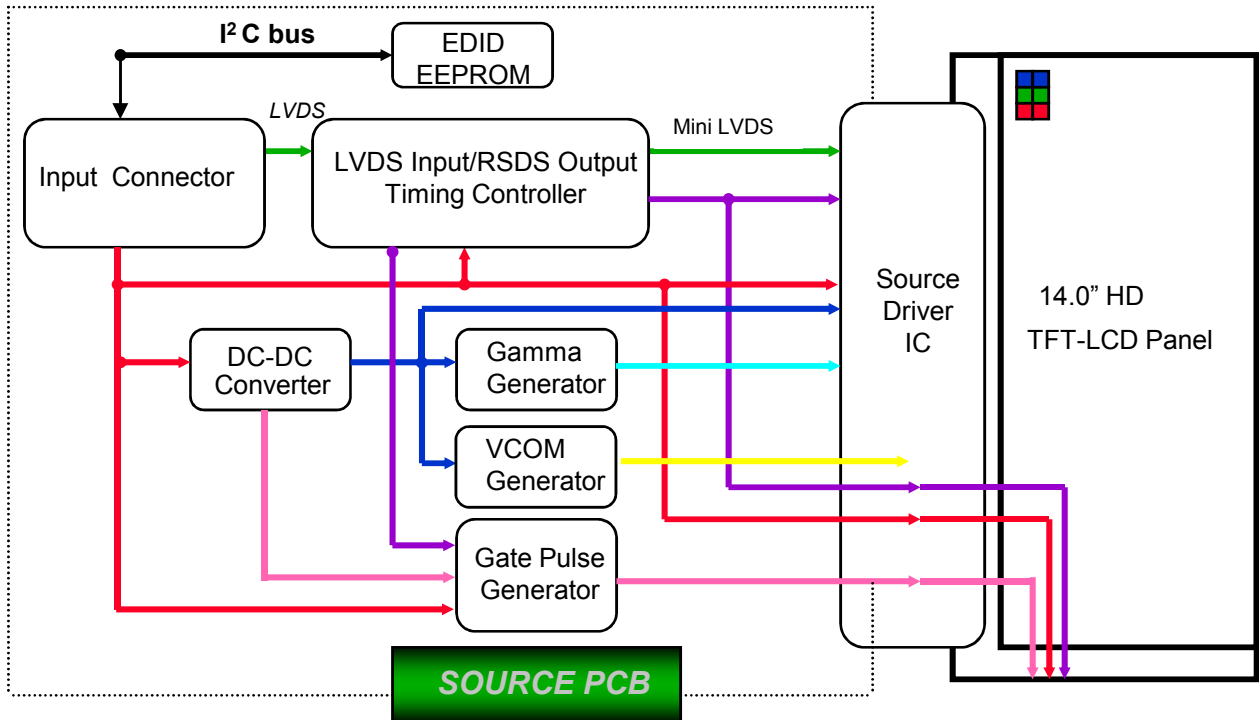 I² C bus
EDID
EEPROM
LVDS
Mini LVDS
Input Connector
LVDS Input/RSDS Output
Timing Controller
Source
Driver
IC
14.0” HD
TFT-LCD Panel
DC-DC
Converter
Gamma
Generator
VCOM
Generator
Gate Pulse
Generator
SOURCE PCB